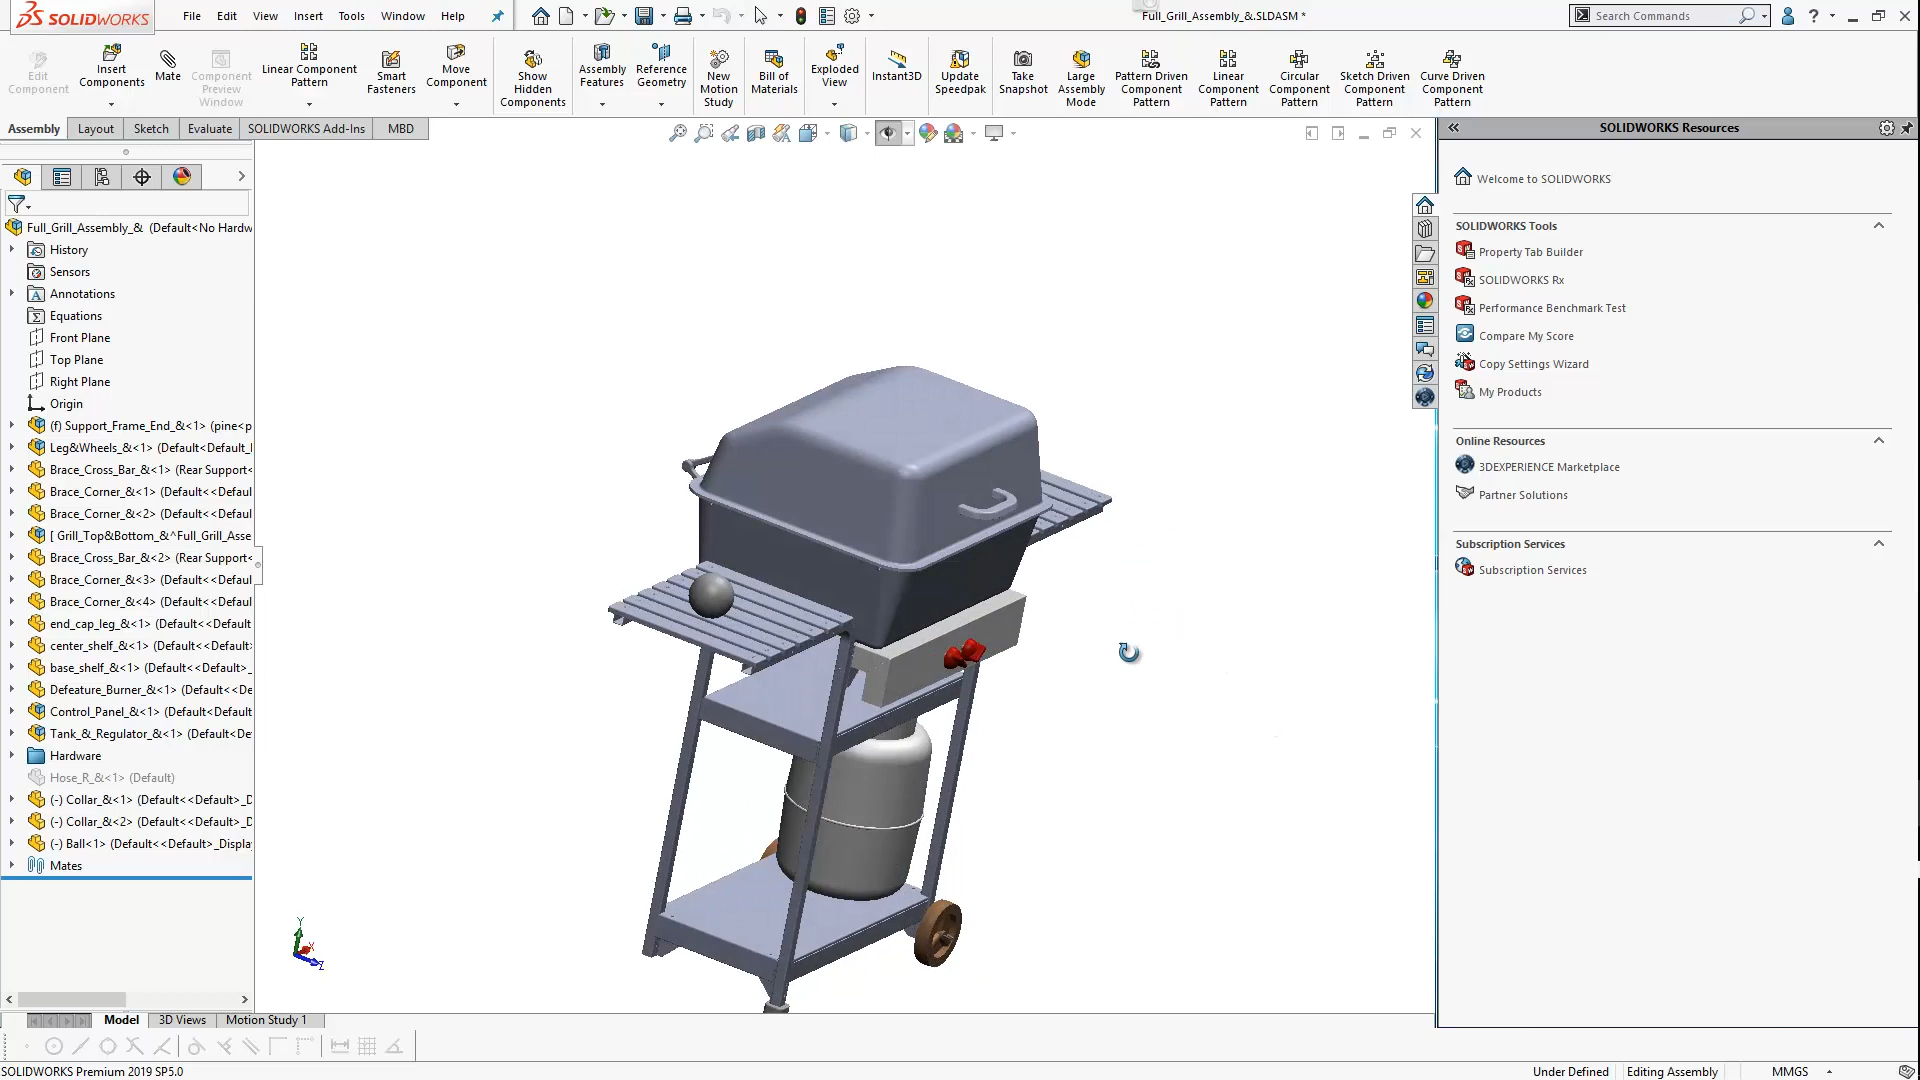 SOLIDWORKS
File Edit View Insert Tools Window Help
Full_Grill_Assembly_&.SLDASM *
Search Commands
Edit Component
Insert Components
Mate
Component Preview Window
Linear Component Pattern
Smart Fasteners
Move Component
Show Hidden Components
Assembly Features
Reference Geometry
New Motion Study
Bill of Materials
Exploded View
Instant3D
Update Speedpak
Take Snapshot
Large Assembly Mode
Pattern Driven Component Pattern
Linear Component Pattern
Circular Component Pattern
Sketch Driven Component Pattern
Curve Driven Component Pattern
Assembly Layout Sketch Evaluate SOLIDWORKS Add-Ins MBD
Full_Grill_Assembly_& (Default<No Hardw
History
Sensors
Annotations
Equations
Front Plane
Top Plane
Right Plane
Origin
(f) Support_Frame_End_&<1> (pine<p
Leg&Wheels_&<1> (Default<Default_I
Brace_Cross_Bar_&<1> (Rear Support<
Brace_Corner_&<1> (Default<<Defaul
Brace_Corner_&<2> (Default<<Defaul
[ Grill_Top&Bottom_&^Full_Grill_Asse
Brace_Cross_Bar_&<2> (Rear Support<
Brace_Corner_&<3> (Default<<Defaul
Brace_Corner_&<4> (Default<<Defaul
end_cap_leg_&<1> (Default<<Default
center_shelf_&<1> (Default<<Default
base_shelf_&<1> (Default<<Default>_
Defeature_Burner_&<1> (Default<<De
Control_Panel_&<1> (Default<Default
Tank_&_Regulator_&<1> (Default<De
Hardware
Hose_R_&<1> (Default)
(-) Collar_&<1> (Default<<Default>_D
(-) Collar_&<2> (Default<<Default>_D
(-) Ball<1> (Default<<Default>_Displa
Mates
Y
X
Z
SOLIDWORKS Resources
Welcome to SOLIDWORKS
SOLIDWORKS Tools
Property Tab Builder
SOLIDWORKS Rx
Performance Benchmark Test
Compare My Score
Copy Settings Wizard
My Products
Online Resources
3DEXPERIENCE Marketplace
Partner Solutions
Subscription Services
Subscription Services
Model 3D Views Motion Study 1
SOLIDWORKS Premium 2019 SP5.0
Under Defined Editing Assembly MMGS